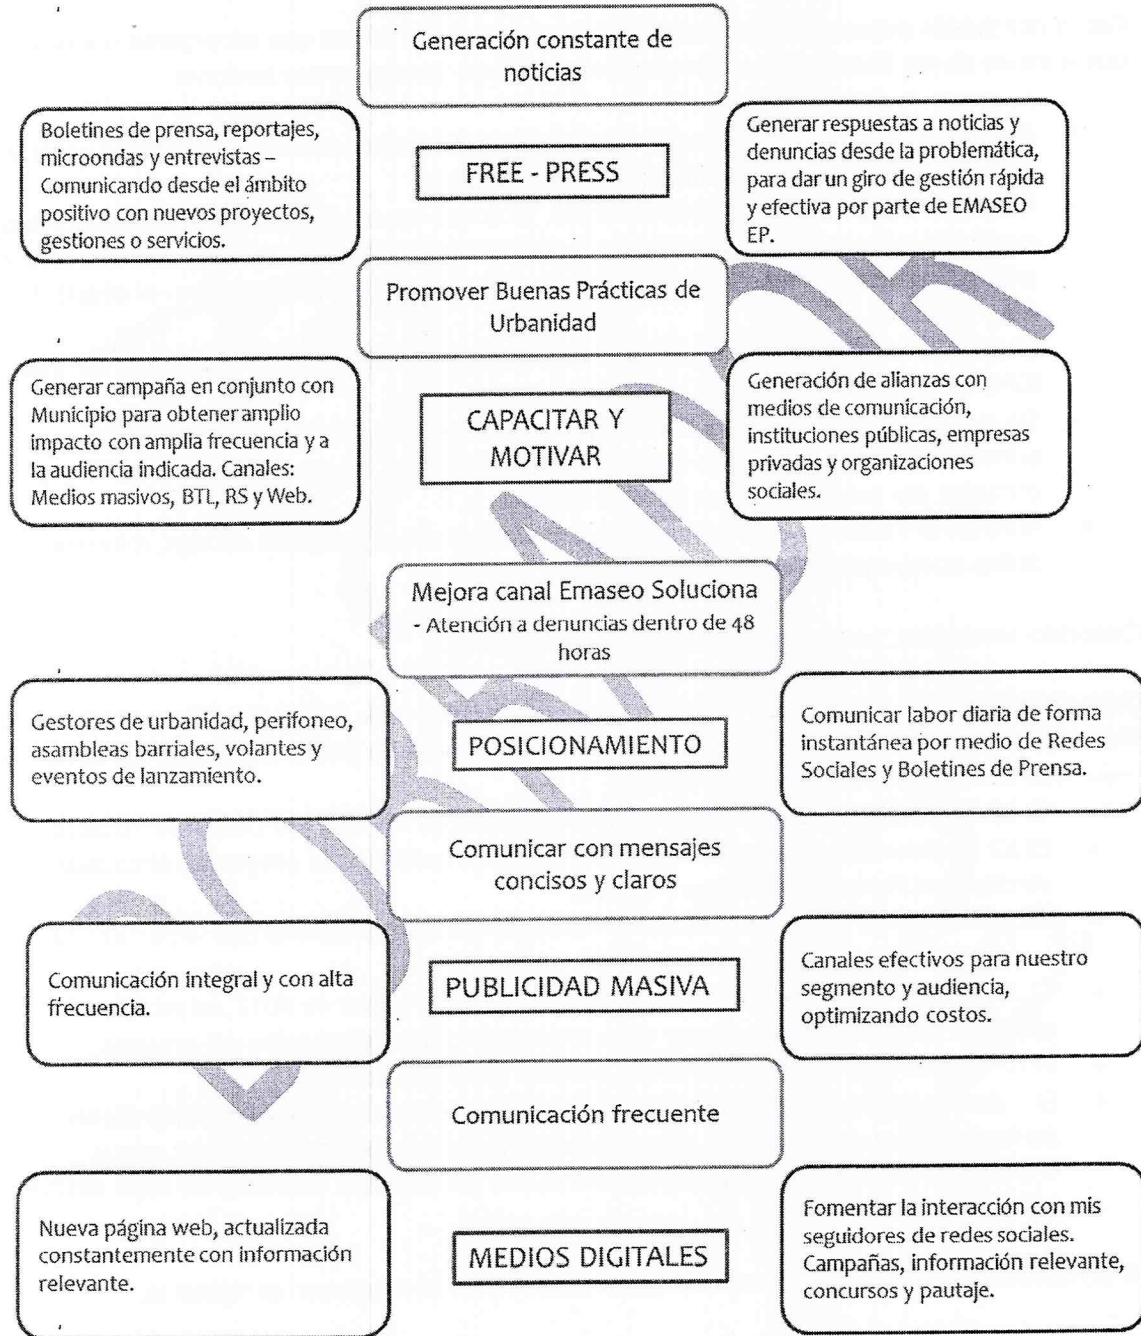 Generación constante de
noticias
Boletines de prensa, reportajes,
microondas y entrevistas –
Comunicando desde el ámbito
positivo con nuevos proyectos,
gestiones o servicios.
FREE - PRESS
Generar respuestas a noticias y
denuncias desde la problemática,
para dar un giro de gestión rápida
y efectiva por parte de EMASEO
EP.
Promover Buenas Prácticas de
Urbanidad
Generar campaña en conjunto con
Municipio para obtener amplio
impacto con amplia frecuencia y a
la audiencia indicada. Canales:
Medios masivos, BTL, RS y Web.
CAPACITAR Y
MOTIVAR
Generación de alianzas con
medios de comunicación,
instituciones públicas, empresas
privadas y organizaciones
sociales.
Mejora canal Emaseo Soluciona
- Atención a denuncias dentro de 48
horas
Gestores de urbanidad, perifoneo,
asambleas barriales, volantes y
eventos de lanzamiento.
POSICIONAMIENTO
Comunicar labor diaria de forma
instantánea por medio de Redes
Sociales y Boletines de Prensa.
Comunicar con mensajes
concisos y claros
Comunicación integral y con alta
frecuencia.
PUBLICIDAD MASIVA
Canales efectivos para nuestro
segmento y audiencia,
optimizando costos.
Comunicación frecuente
Nueva página web, actualizada
constantemente con información
relevante.
MEDIOS DIGITALES
Fomentar la interacción con mis
seguidores de redes sociales.
Campañas, información relevante,
concursos y pautaje.